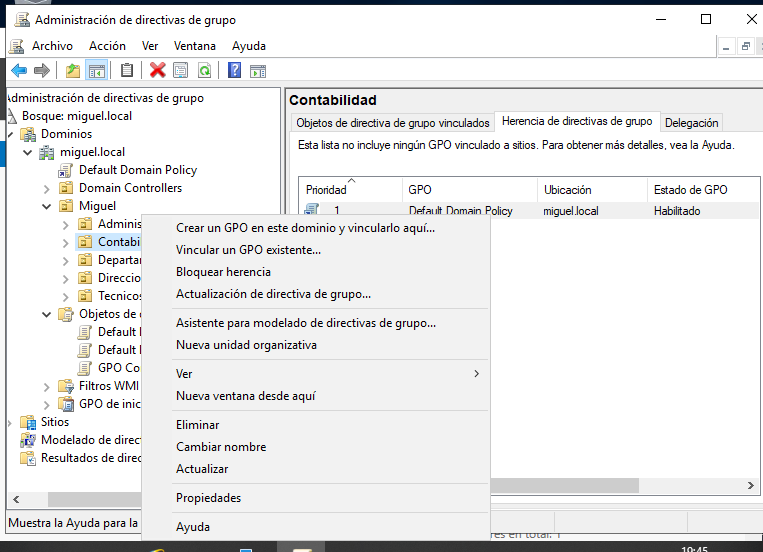 Administración de directivas de grupo
Archivo Acción Ver Ventana Ayuda
Administración de directivas de grupo
Bosque: miguel.local
Dominios
miguel.local
Default Domain Policy
Domain Controllers
Miguel
Adminis
Contabil
Departar
Direccio
Tecnicos
Objetos de
Default
Default
GPO Co
Filtros WMI
GPO de inic
Sitios
Modelado de direct
Resultados de direc
Contabilidad
Objetos de directiva de grupo vinculados Herencia de directivas de grupo Delegación
Esta lista no incluye ningún GPO vinculado a sitios. Para obtener más detalles, vea la Ayuda.
Prioridad GPO Ubicación Estado de GPO
1 Default Domain Policy miguel.local Habilitado
Crear un GPO en este dominio y vincularlo aquí...
Vincular un GPO existente...
Bloquear herencia
Actualización de directiva de grupo...
Asistente para modelado de directivas de grupo...
Nueva unidad organizativa
Ver
Nueva ventana desde aquí
Eliminar
Cambiar nombre
Actualizar
Propiedades
Ayuda
Muestra la Ayuda para la
res en total: 1
10:45